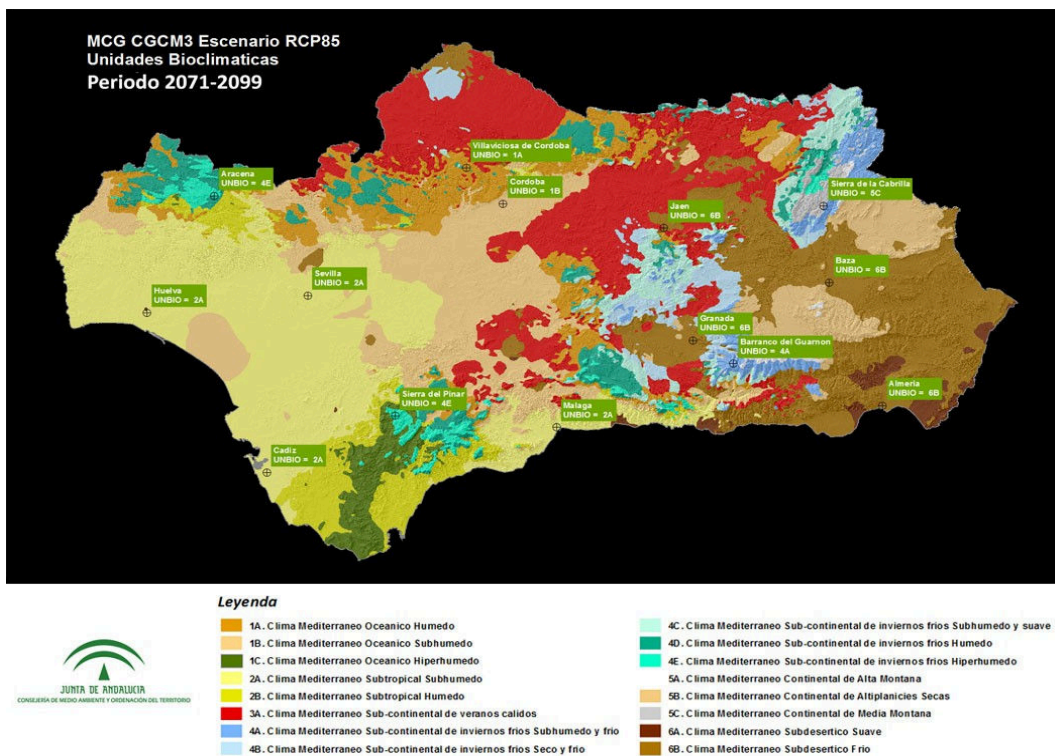 MCG CGCM3 Escenario RCP85
Unidades Bioclimaticas
Periodo 2071-2099
Villaviciosa de Cordoba
UNBIO = 1A
Aracena
UNBIO = 4E
Cordoba
UNBIO = 1B
Sierra de la Cabrilla
UNBIO = 5C
Jaen
UNBIO = 6B
Sevilla
UNBIO = 2A
Baza
UNBIO = 6B
Huelva
UNBIO = 2A
Granada
UNBIO = 6B
Barranco del Guarnon
UNBIO = 4A
Sierra del Pinar
UNBIO = 4E
Malaga
UNBIO = 2A
Almeria
UNBIO = 6B
Cadiz
UNBIO = 2A
Leyenda
1A. Clima Mediterraneo Oceanico Humedo
1B. Clima Mediterraneo Oceanico Subhumedo
1C. Clima Mediterraneo Oceanico Hiperhumedo
2A. Clima Mediterraneo Subtropical Subhumedo
2B. Clima Mediterraneo Subtropical Humedo
3A. Clima Mediterraneo Sub-continental de veranos calidos
4A. Clima Mediterraneo Sub-continental de inviernos frios Subhumedo y frio
4B. Clima Mediterraneo Sub-continental de inviernos frios Seco y frio
4C. Clima Mediterraneo Sub-continental de inviernos frios Subhumedo y suave
4D. Clima Mediterraneo Sub-continental de inviernos frios Humedo
4E. Clima Mediterraneo Sub-continental de inviernos frios Hiperhumedo
5A. Clima Mediterraneo Continental de Alta Montana
5B. Clima Mediterraneo Continental de Altiplanicies Secas
5C. Clima Mediterraneo Continental de Media Montana
6A. Clima Mediterraneo Subdesertico Suave
6B. Clima Mediterraneo Subdesertico Frio
JUNTA DE ANDALUCIA
CONSEJERÍA DE MEDIO AMBIENTE Y ORDENACIÓN DEL TERRITORIO